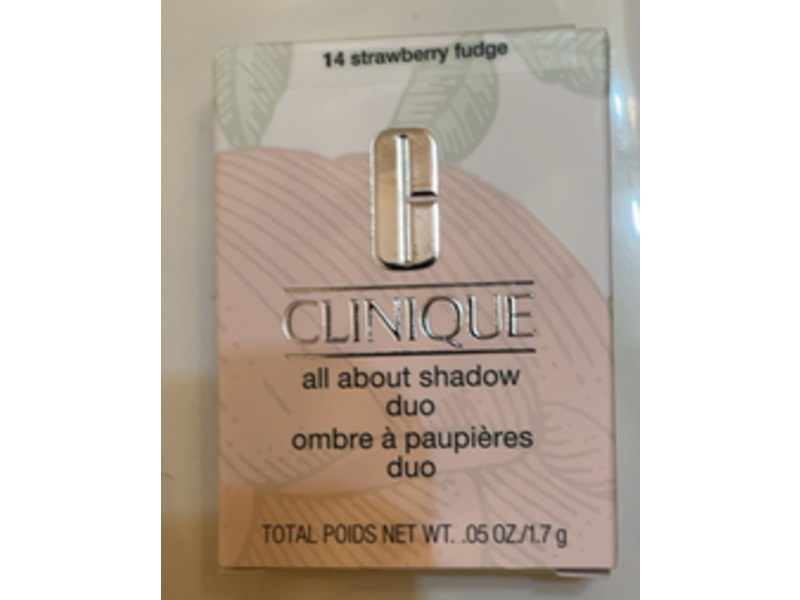 14 strawberry fudge
CLINIQUE
all about shadow
duo
ombre à paupières
duo
TOTAL POIDS NET WT. .05 OZ./1.7 g